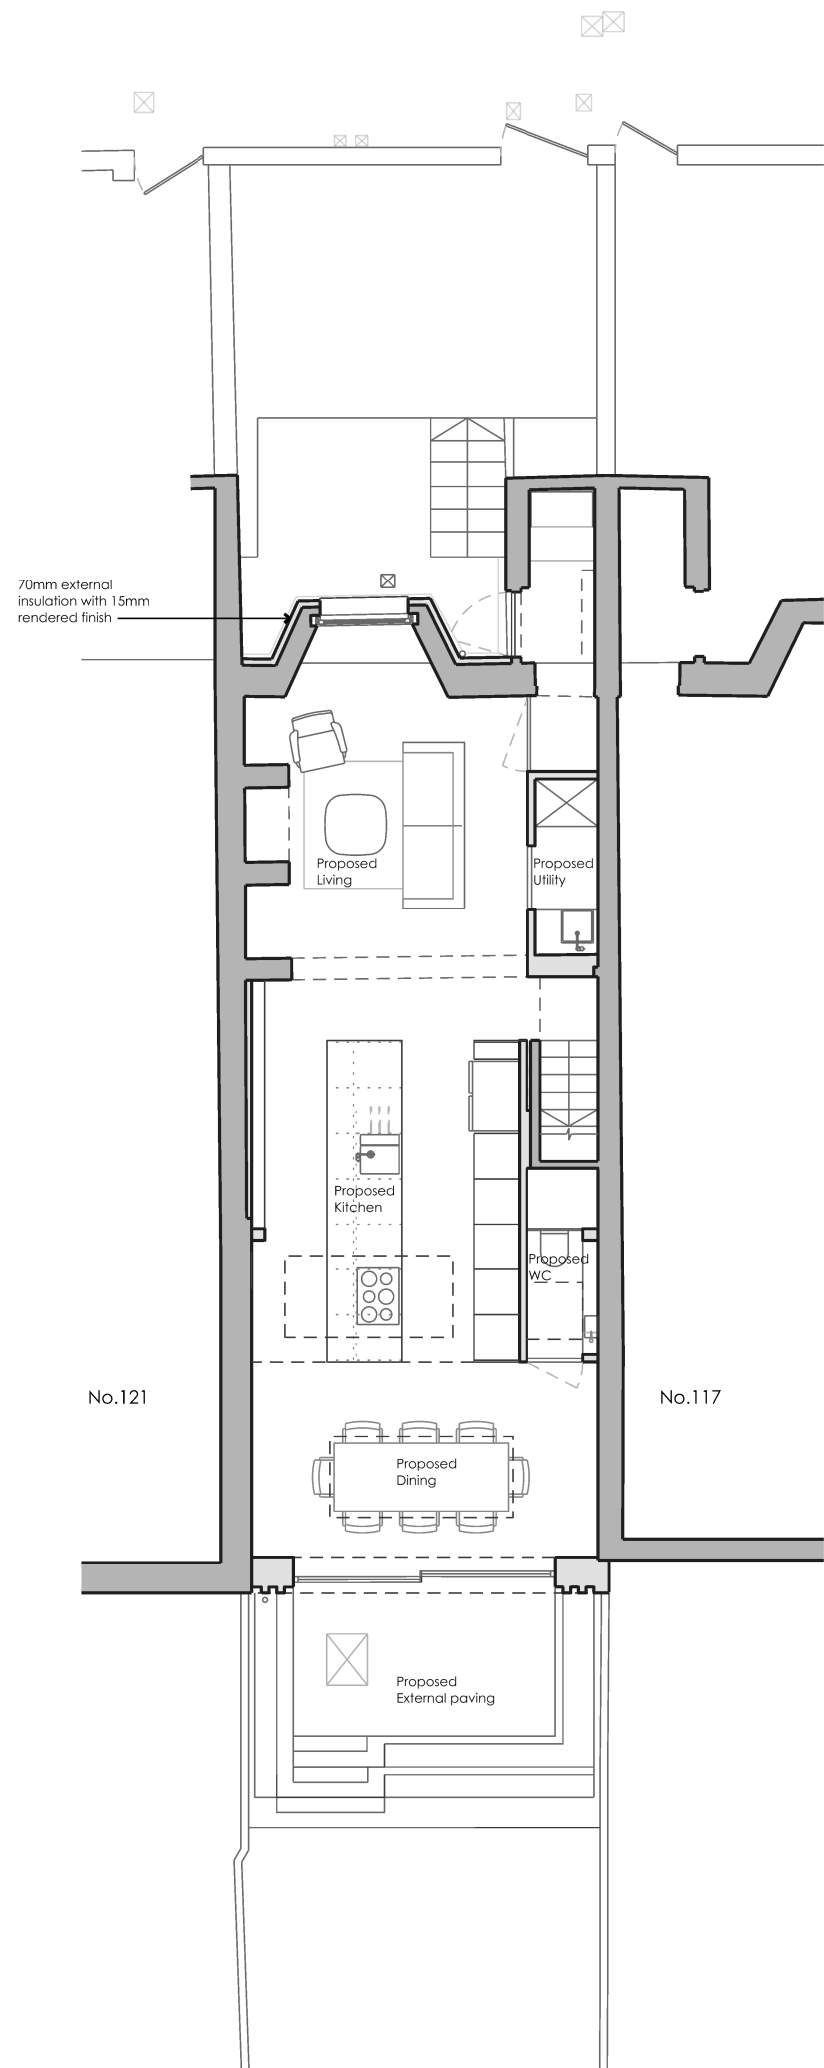 70mm external
insulation with 15mm
rendered finish
Proposed
Living
Proposed
Utility
Proposed
Kitchen
Proposed
WC
No.121
No.117
Proposed
Dining
Proposed
External paving